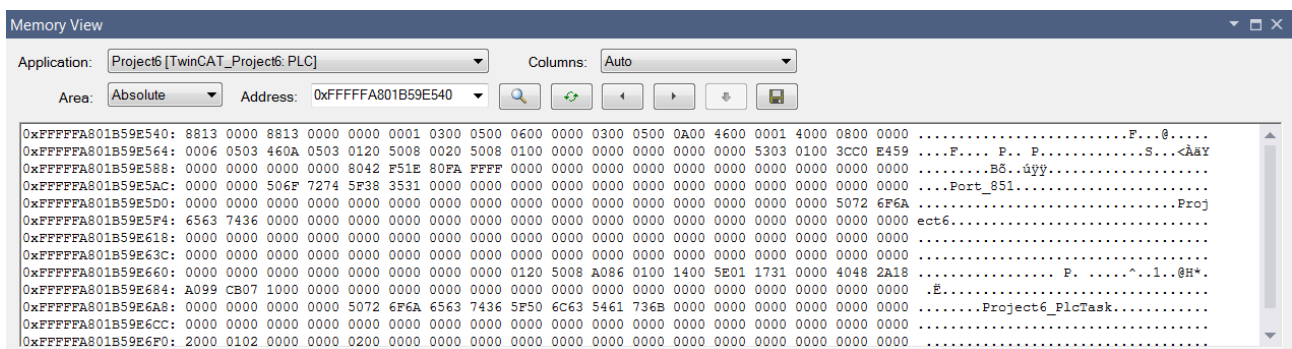 Memory View
Application: Project6 [TwinCAT_Project6: PLC] Columns: Auto
Area: Absolute Address: 0xFFFFFA801B59E540
0xFFFFFA801B59E540: 8813 0000 8813 0000 0000 0001 0300 0500 0600 0000 0300 0500 0A00 4600 0001 4000 0800 0000 ..........................F...@.....
0xFFFFFA801B59E564: 0006 0503 460A 0503 0120 5008 0020 5008 0100 0000 0000 0000 0000 0000 5303 0100 3CC0 E459 ....F.... P.. P.............S...<ÀäY
0xFFFFFA801B59E588: 0000 0000 0000 0000 8042 F51E 80FA FFFF 0000 0000 0000 0000 0000 0000 0000 0000 0000 0000 .........Bõ..úÿÿ....................
0xFFFFFA801B59E5AC: 0000 0000 506F 7274 5F38 3531 0000 0000 0000 0000 0000 0000 0000 0000 0000 0000 0000 0000 ....Port_851........................
0xFFFFFA801B59E5D0: 0000 0000 0000 0000 0000 0000 0000 0000 0000 0000 0000 0000 0000 0000 0000 0000 5072 6F6A ................................Proj
0xFFFFFA801B59E5F4: 6563 7436 0000 0000 0000 0000 0000 0000 0000 0000 0000 0000 0000 0000 0000 0000 0000 0000 ect6................................
0xFFFFFA801B59E618: 0000 0000 0000 0000 0000 0000 0000 0000 0000 0000 0000 0000 0000 0000 0000 0000 0000 0000 ....................................
0xFFFFFA801B59E63C: 0000 0000 0000 0000 0000 0000 0000 0000 0000 0000 0000 0000 0000 0000 0000 0000 0000 0000 ....................................
0xFFFFFA801B59E660: 0000 0000 0000 0000 0000 0000 0000 0000 0120 5008 A086 0100 1400 5E01 1731 0000 4048 2A18 ................. P. .....^..1..@H*.
0xFFFFFA801B59E684: A099 CB07 1000 0000 0000 0000 0000 0000 0000 0000 0000 0000 0000 0000 0000 0000 0000 0000  .Ë.................................
0xFFFFFA801B59E6A8: 0000 0000 0000 0000 5072 6F6A 6563 7436 5F50 6C63 5461 736B 0000 0000 0000 0000 0000 0000 ........Project6_PlcTask............
0xFFFFFA801B59E6CC: 0000 0000 0000 0000 0000 0000 0000 0000 0000 0000 0000 0000 0000 0000 0000 0000 0000 0000 ....................................
0xFFFFFA801B59E6F0: 2000 0102 0000 0000 0200 0000 0000 0000 0000 0000 0000 0000 0000 0000 0000 0000 0000 0000  ...................................